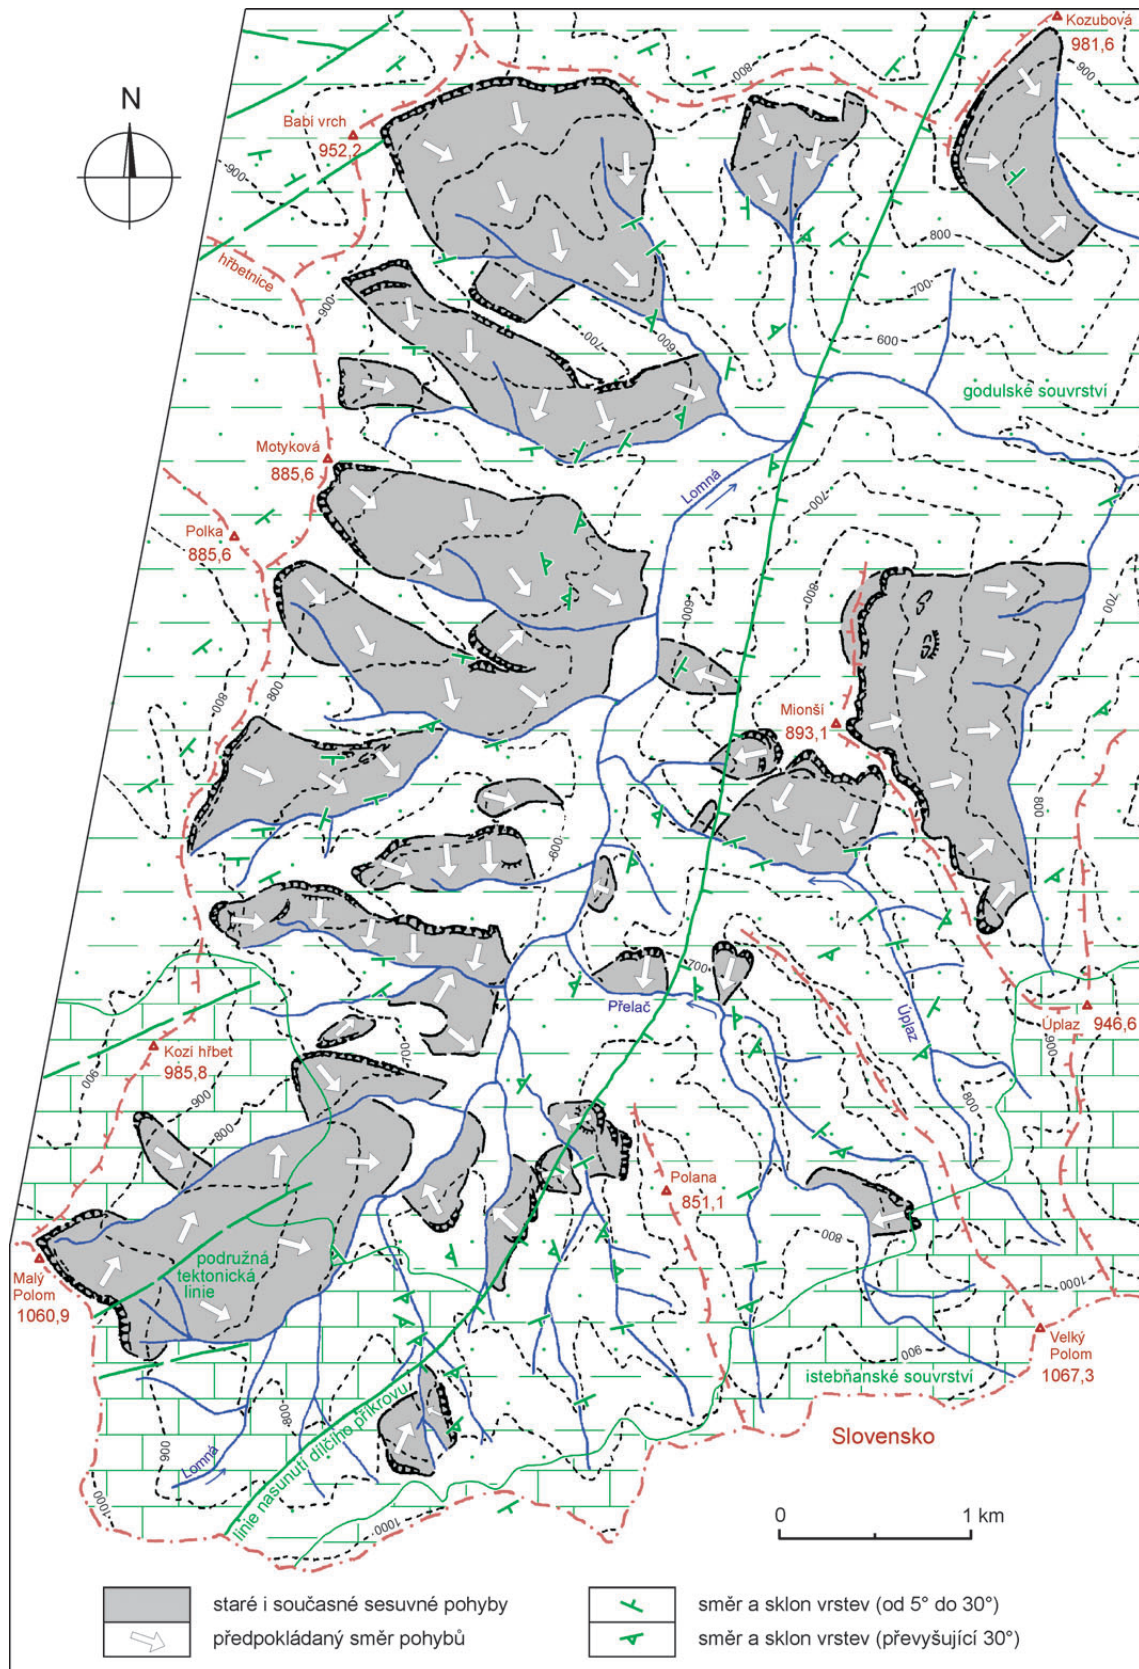 Kozubová
981,6
900
800
N
Babí vrch
952,2
900
hřbetnice
900
800
700
700
600
600
godulské souvrství
Motyková
885,6
Lomná
700
Polka
885,6
800
700
600
800
800
Mionší
893,1
800
600
700
Přelač
Úplaz
Úplaz
946,6
900
Kozí hřbet
985,8
900
700
900
800
800
Polana
851,1
800
podružná
tektonická
linie
Malý
Polom
1060,9
1000
Velký
Polom
1067,3
900
istebňanské souvrství
800
linie nasunutí dílčího příkrovu
Slovensko
900
Lomná
1000
1000
0
1 km
staré i současné sesuvné pohyby
předpokládaný směr pohybů
směr a sklon vrstev (od 5° do 30°)
směr a sklon vrstev (převyšující 30°)